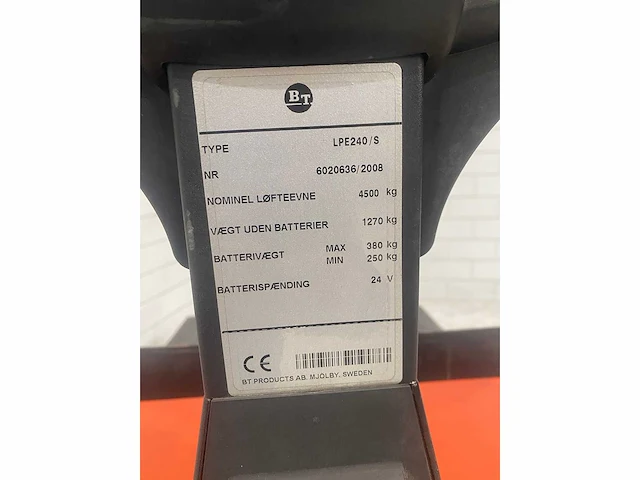 BT
TYPE LPE240/S
NR 6020636/2008
NOMINEL LØFTEEVNE 4500 kg
VÆGT UDEN BATTERIER 1270 kg
BATTERIVÆGT MAX 380 kg
MIN 250 kg
BATTERISPÆNDING 24 V
CE
BT PRODUCTS AB. MJOLBY. SWEDEN